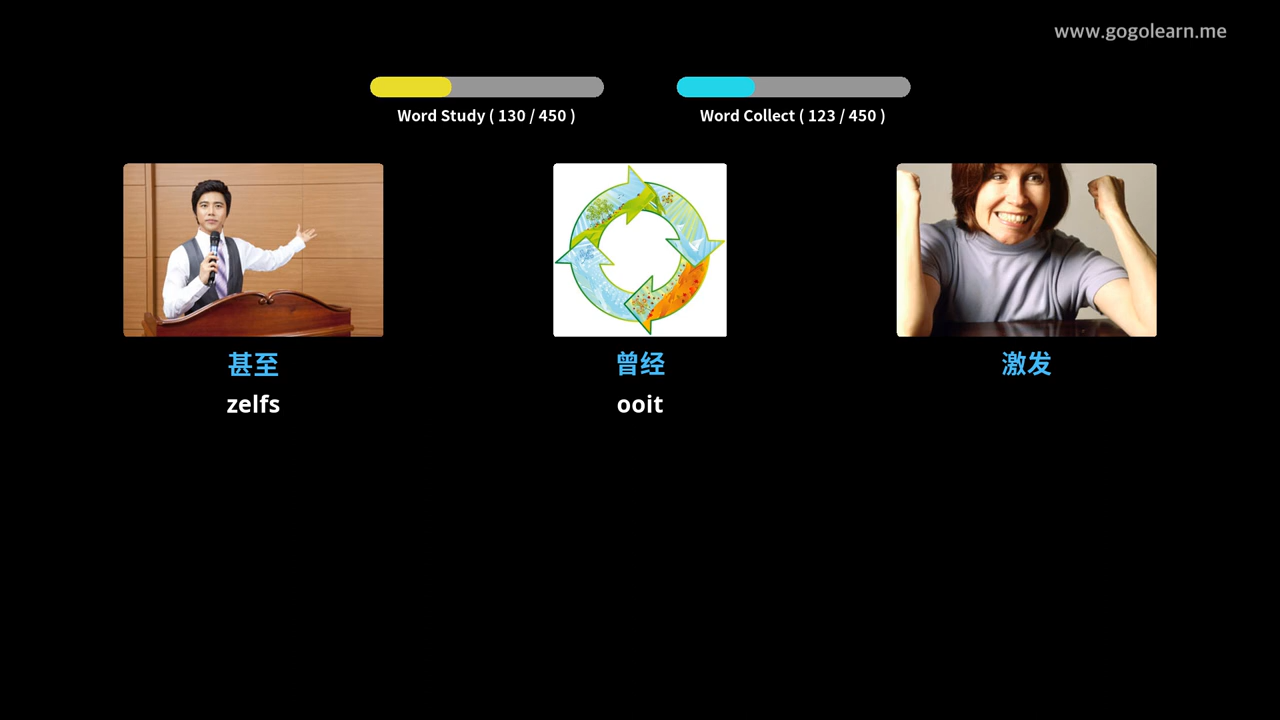 www.gogolearn.me
Word Study ( 130 / 450 )
Word Collect ( 123 / 450 )
甚至
曾经
激发
zelfs
ooit